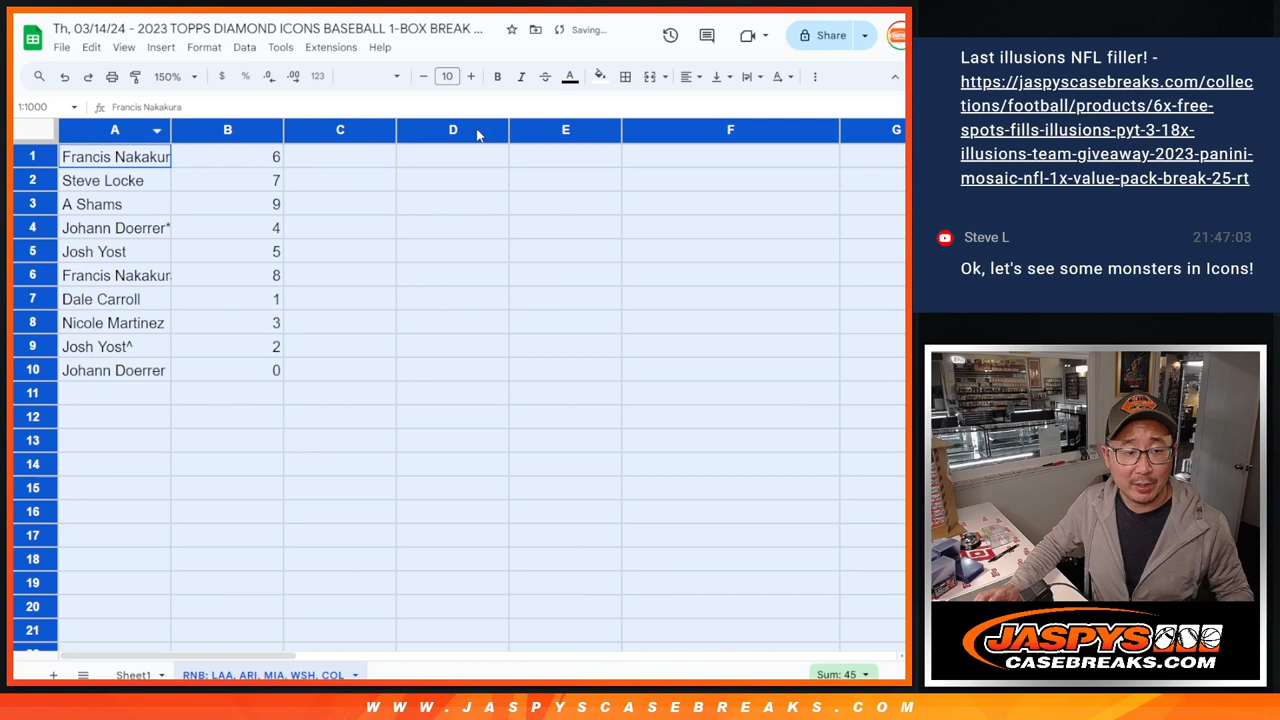 Th, 03/14/24 - 2023 TOPPS DIAMOND ICONS BASEBALL 1-BOX BREAK ...
Saving...
Share
File Edit View Insert Format Data Tools Extensions Help
150% $ % .0 .00 123 10 B I A
1:1000 fx Francis Nakakura
A B C D E F G
1 Francis Nakakur 6
2 Steve Locke 7
3 A Shams 9
4 Johann Doerrer* 4
5 Josh Yost 5
6 Francis Nakakur 8
7 Dale Carroll 1
8 Nicole Martinez 3
9 Josh Yost^ 2
10 Johann Doerrer 0
11
12
13
14
15
16
17
18
19
20
21
Sheet1 RNB: LAA, ARI, MIA, WSH, COL Sum: 45
Last illusions NFL filler! -
https://jaspyscasebreaks.com/collec
tions/football/products/6x-free-
spots-fills-illusions-pyt-3-18x-
illusions-team-giveaway-2023-panini-
mosaic-nfl-1x-value-pack-break-25-rt
Steve L 21:47:03
Ok, let's see some monsters in Icons!
JASPYS
CASEBREAKS.COM
WWW.JASPYSCASEBREAKS.COM